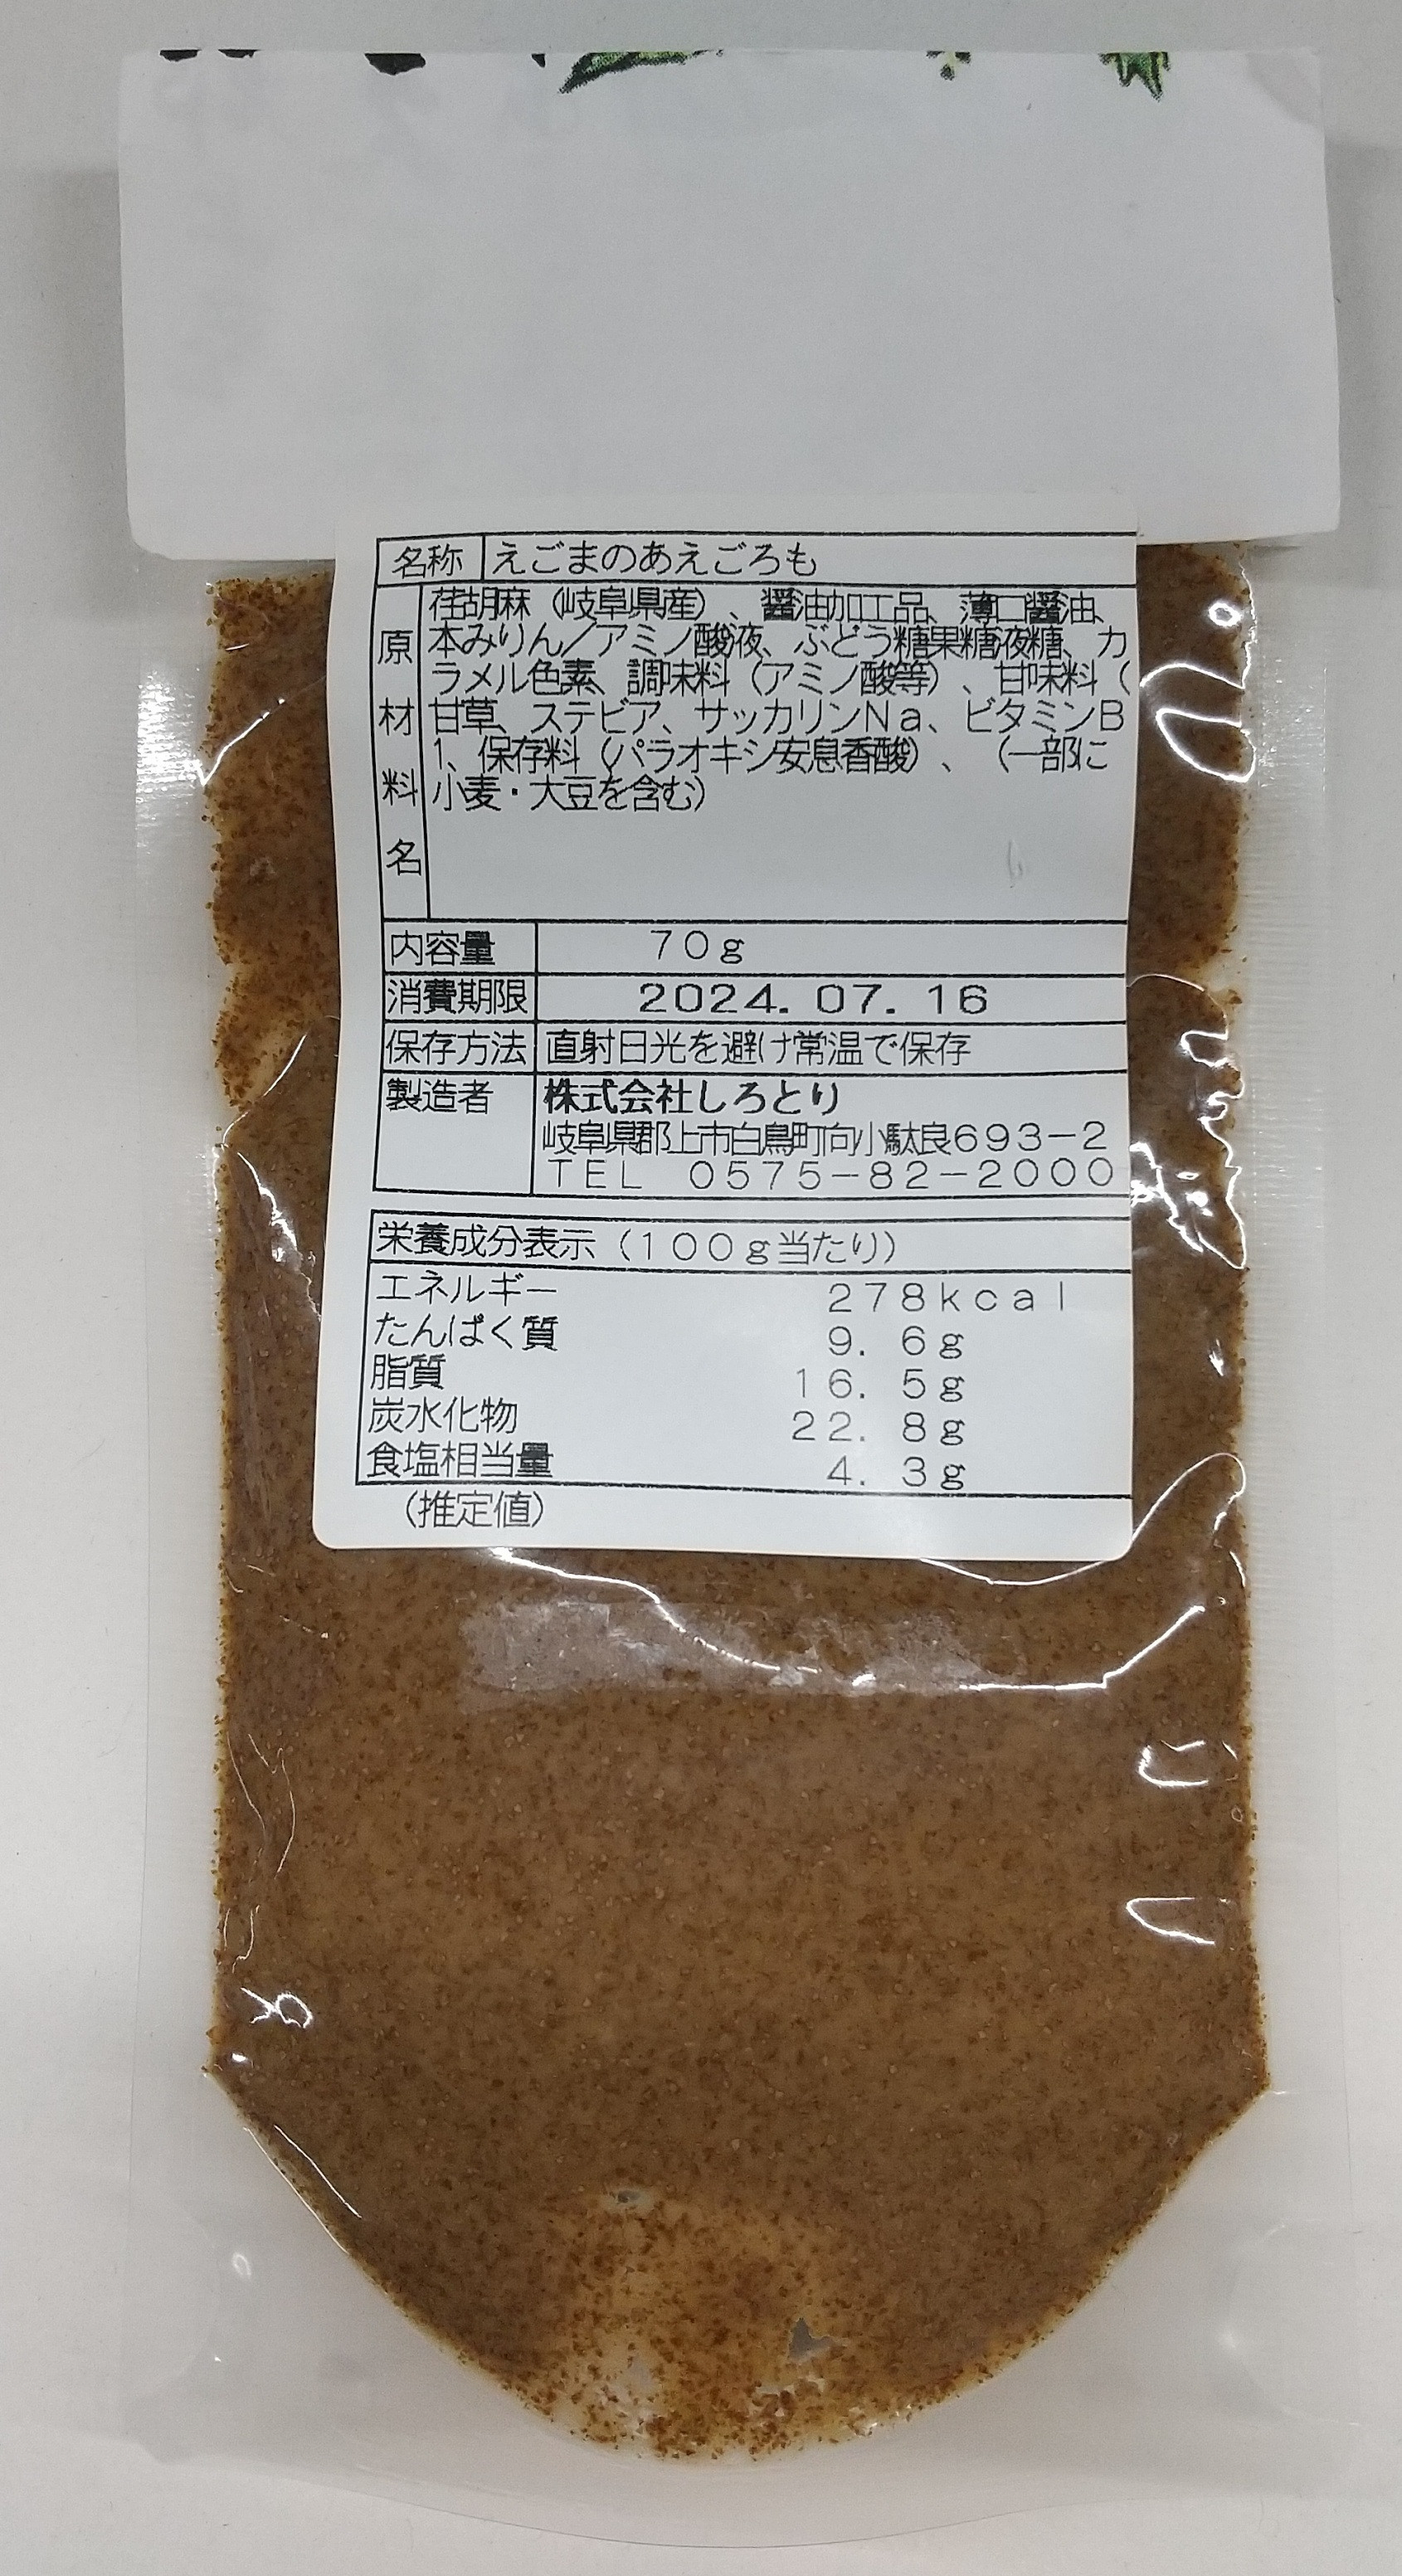 名称 えごまのあえごろも
原材料名 荏胡麻（岐阜県産）、醤油加工品、薄口醤油、
本みりん／アミノ酸液、ぶどう糖果糖液糖、カ
ラメル色素、調味料（アミノ酸等）、甘味料（
甘草、ステビア、サッカリンＮａ、ビタミンＢ
１、保存料（パラオキシ安息香酸）、（一部に
小麦・大豆を含む）
内容量 ７０ｇ
消費期限 2024.07.16
保存方法 直射日光を避け常温で保存
製造者 株式会社しろとり
岐阜県郡上市白鳥町向小駄良６９３－２
ＴＥＬ ０５７５－８２－２０００
栄養成分表示（１００ｇ当たり）
エネルギー ２７８ｋｃａｌ
たんぱく質 ９．６ｇ
脂質 １６．５ｇ
炭水化物 ２２．８ｇ
食塩相当量 ４．３ｇ
（推定値）